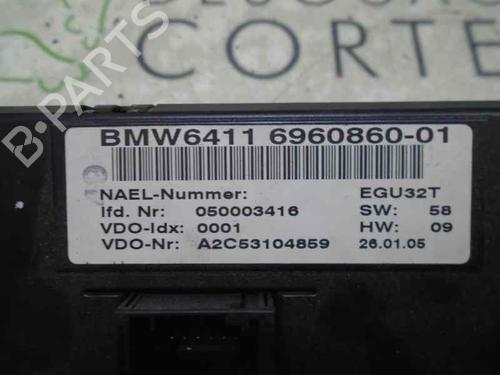 CORTE
B-PARTS
BMW6411 6960860-01
NAEL-Nummer: EGU32T
lfd. Nr: 050003416 SW: 58
VDO-Idx: 0001 HW: 09
VDO-Nr: A2C53104859 26.01.05